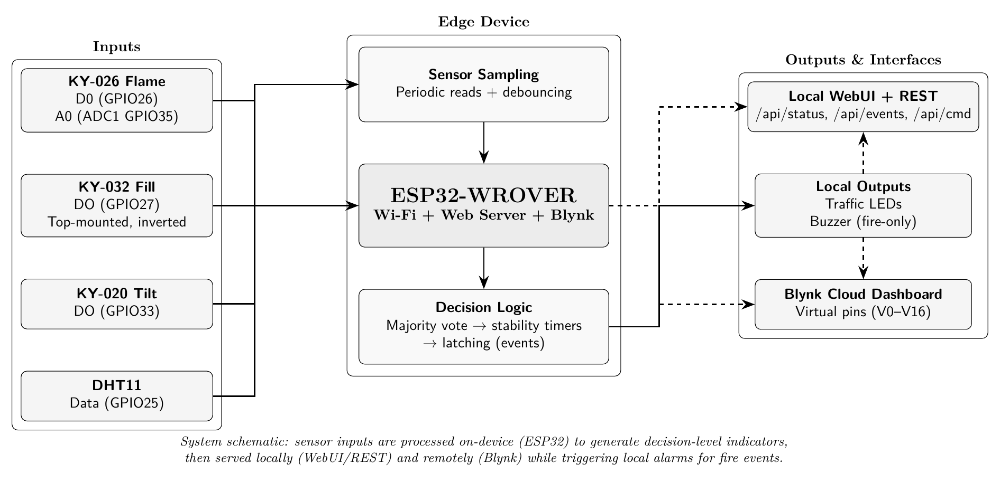 Inputs
KY-026 Flame
D0 (GPIO26)
A0 (ADC1 GPIO35)
KY-032 Fill
DO (GPIO27)
Top-mounted, inverted
KY-020 Tilt
DO (GPIO33)
DHT11
Data (GPIO25)
Edge Device
Sensor Sampling
Periodic reads + debouncing
ESP32-WROVER
Wi-Fi + Web Server + Blynk
Decision Logic
Majority vote → stability timers
→ latching (events)
Outputs & Interfaces
Local WebUI + REST
/api/status, /api/events, /api/cmd
Local Outputs
Traffic LEDs
Buzzer (fire-only)
Blynk Cloud Dashboard
Virtual pins (V0–V16)
System schematic: sensor inputs are processed on-device (ESP32) to generate decision-level indicators,
then served locally (WebUI/REST) and remotely (Blynk) while triggering local alarms for fire events.